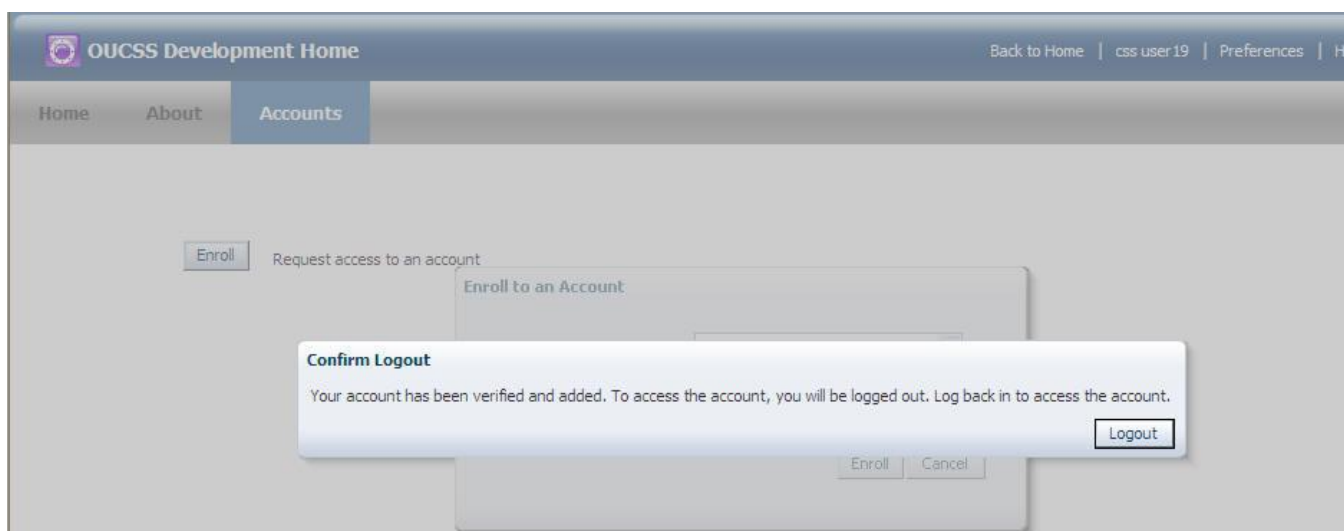 OUCSS Development Home
Back to Home | css user19 | Preferences | H
Home About Accounts
Enroll Request access to an account
Enroll to an Account
Confirm Logout
Your account has been verified and added. To access the account, you will be logged out. Log back in to access the account.
Logout
Enroll Cancel